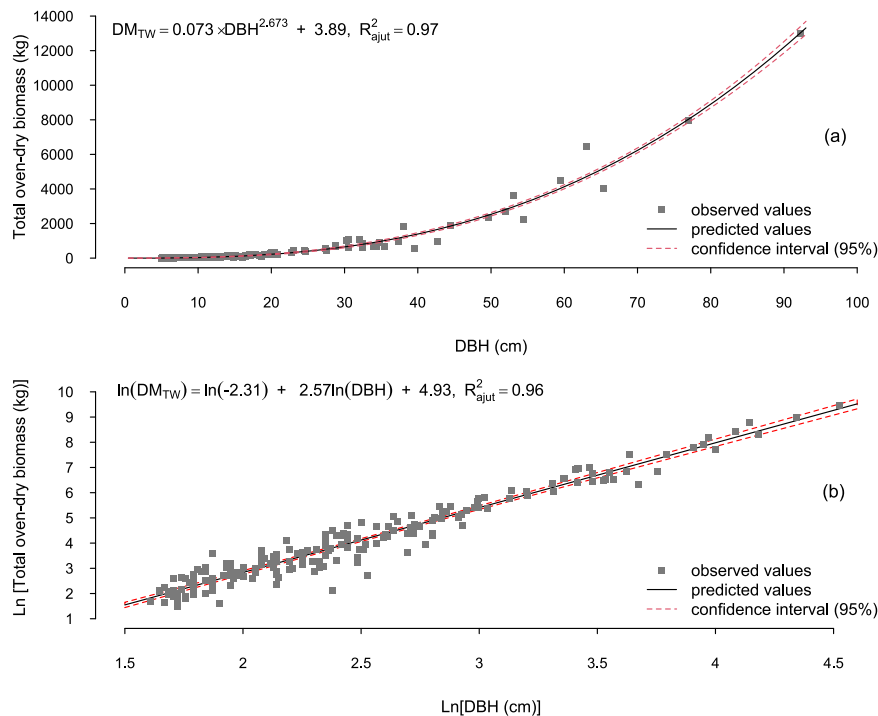 DM_TW = 0.073 ×DBH^2.673 + 3.89, R²_ajut = 0.97
14000
12000
10000
8000
6000
4000
2000
0
Total oven-dry biomass (kg)
(a)
observed values
predicted values
confidence interval (95%)
0 10 20 30 40 50 60 70 80 90 100
DBH (cm)
ln(DM_TW) = ln(-2.31) + 2.57ln(DBH) + 4.93, R²_ajut = 0.96
10
9
8
7
6
5
4
3
2
1
Ln [Total oven-dry biomass (kg)]
(b)
observed values
predicted values
confidence interval (95%)
1.5 2 2.5 3 3.5 4 4.5
Ln[DBH (cm)]